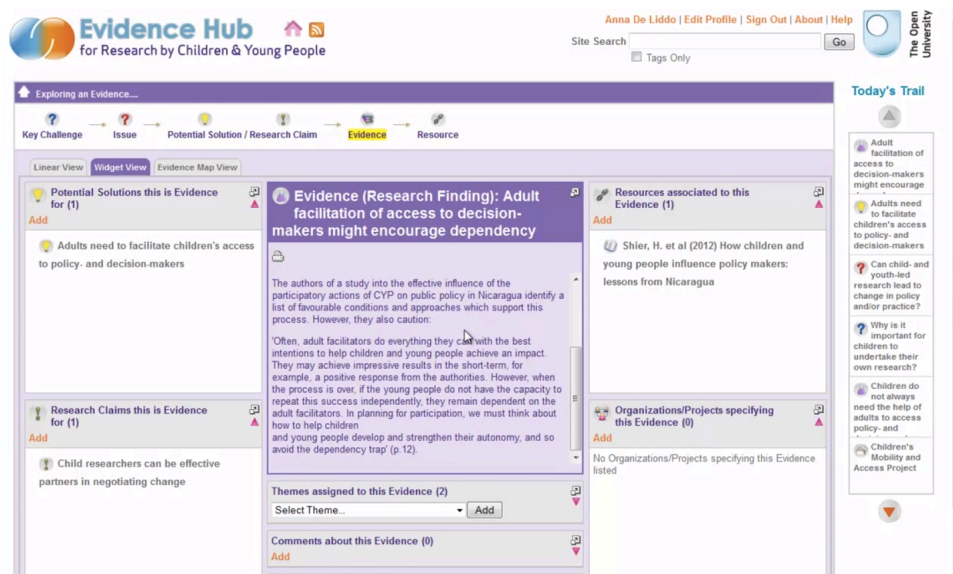 Evidence Hub
for Research by Children & Young People
Anna De Liddo | Edit Profile | Sign Out | About | Help
Site Search
Go
Tags Only
The Open
University
Exploring an Evidence....
Key Challenge
Issue
Potential Solution / Research Claim
Evidence
Resource
Linear View
Widget View
Evidence Map View
Potential Solutions this is Evidence
for (1)
Add
Adults need to facilitate children's access
to policy- and decision-makers
Research Claims this is Evidence
for (1)
Add
Child researchers can be effective
partners in negotiating change
Evidence (Research Finding): Adult
facilitation of access to decision-
makers might encourage dependency
The authors of a study into the effective influence of the
participatory actions of CYP on public policy in Nicaragua identify a
list of favourable conditions and approaches which support this
process. However, they also caution:
'Often, adult facilitators do everything they can with the best
intentions to help children and young people achieve an impact.
They may achieve impressive results in the short-term, for
example, a positive response from the authorities. However, when
the process is over, if the young people do not have the capacity to
repeat this success independently, they remain dependent on the
adult facilitators. In planning for participation, we must think about
how to help children
and young people develop and strengthen their autonomy, and so
avoid the dependency trap' (p.12).
Themes assigned to this Evidence (2)
Select Theme...
Add
Comments about this Evidence (0)
Add
Resources associated to this
Evidence (1)
Add
Shier, H. et al (2012) How children and
young people influence policy makers:
lessons from Nicaragua
Organizations/Projects specifying
this Evidence (0)
Add
No Organizations/Projects specifying this Evidence
listed
Today's Trail
Adult
facilitation of
access to
decision-makers
might encourage
Adults need
to facilitate
children's access
to policy- and
decision-makers
Can child- and
youth-led
research lead to
change in policy
and/or practice?
Why is it
important for
children to
undertake their
own research?
Children do
not always
need the help of
adults to access
policy- and
Children's
Mobility and
Access Project